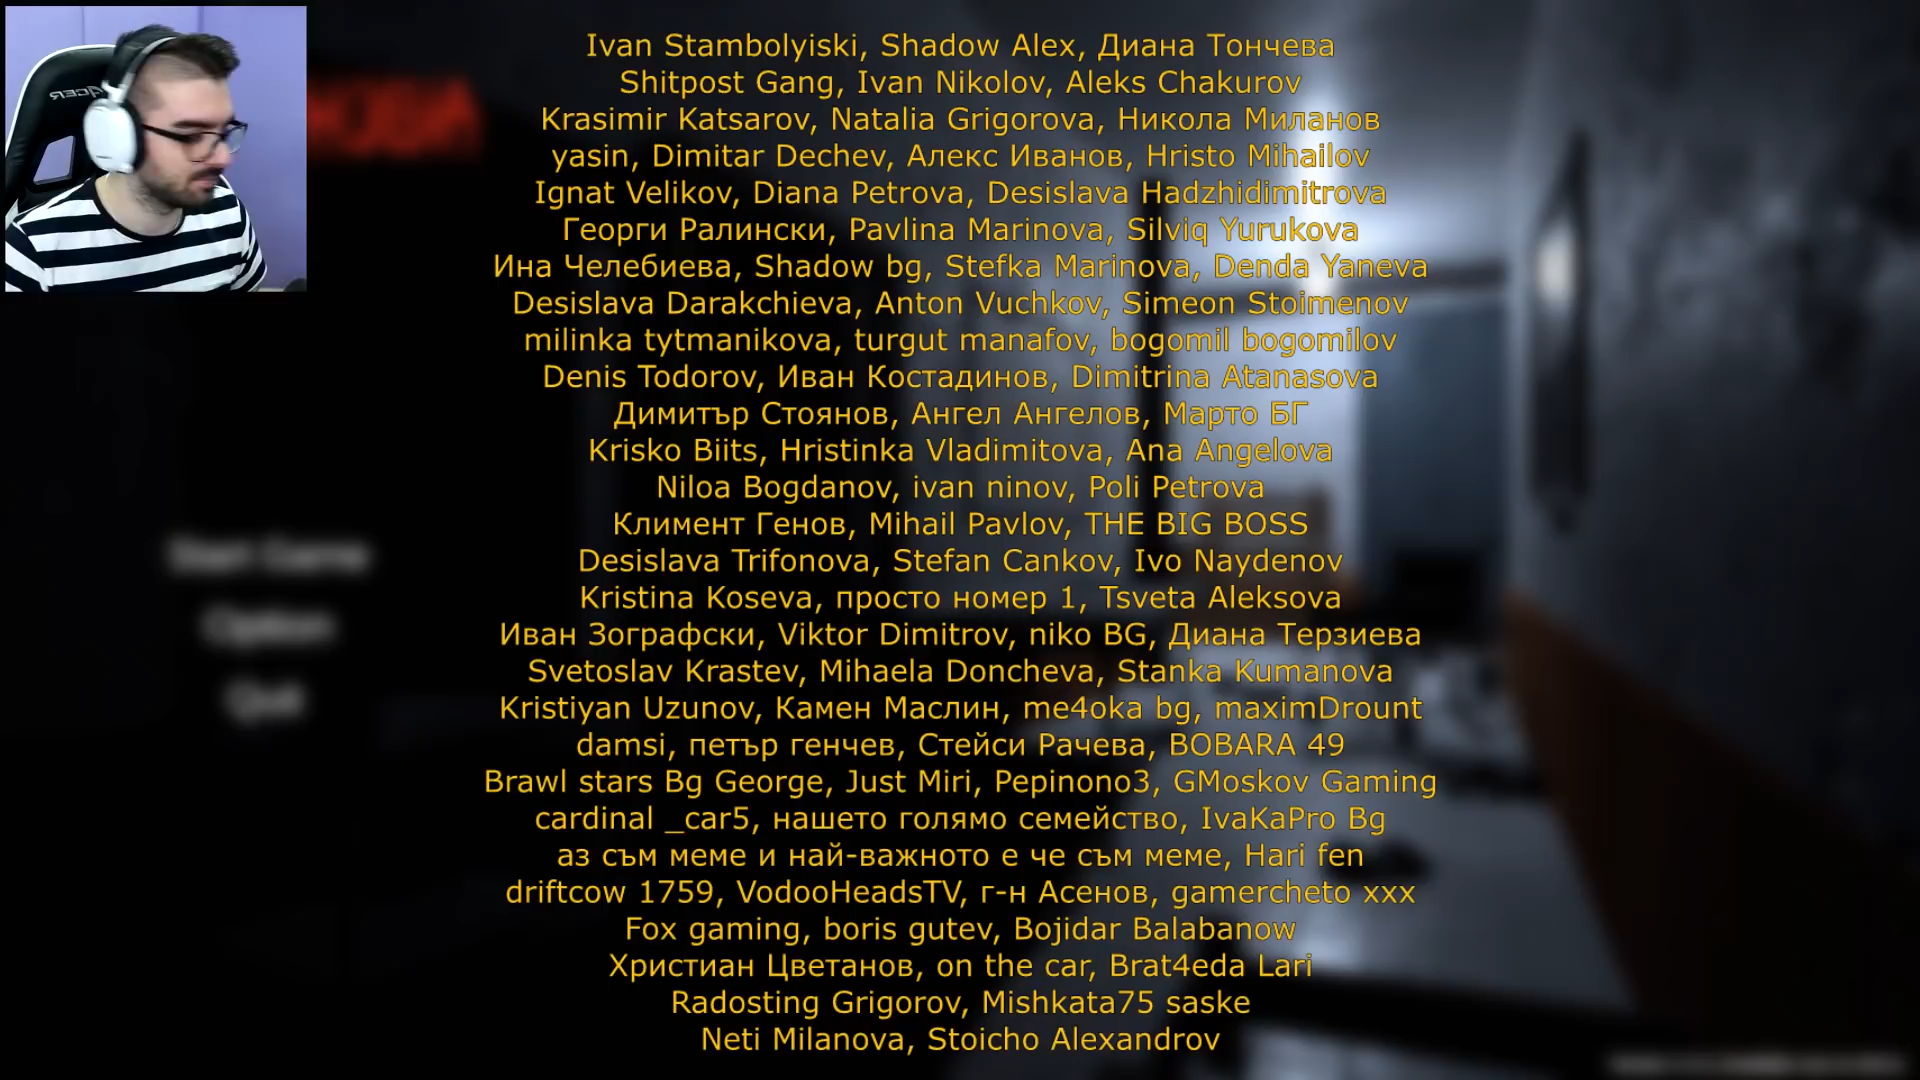 Ivan Stambolyiski, Shadow Alex, Диана Тончева
Shitpost Gang, Ivan Nikolov, Aleks Chakurov
Krasimir Katsarov, Natalia Grigorova, Никола Миланов
yasin, Dimitar Dechev, Алекс Иванов, Hristo Mihailov
Ignat Velikov, Diana Petrova, Desislava Hadzhidimitrova
Георги Ралински, Pavlina Marinova, Silviq Yurukova
Ина Челебиева, Shadow bg, Stefka Marinova, Denda Yaneva
Desislava Darakchieva, Anton Vuchkov, Simeon Stoimenov
milinka tytmanikova, turgut manafov, bogomil bogomilov
Denis Todorov, Иван Костадинов, Dimitrina Atanasova
Димитър Стоянов, Ангел Ангелов, Марто БГ
Krisko Biits, Hristinka Vladimitova, Ana Angelova
Niloa Bogdanov, ivan ninov, Poli Petrova
Климент Генов, Mihail Pavlov, THE BIG BOSS
Desislava Trifonova, Stefan Cankov, Ivo Naydenov
Kristina Koseva, просто номер 1, Tsveta Aleksova
Иван Зографски, Viktor Dimitrov, niko BG, Диана Терзиева
Svetoslav Krastev, Mihaela Doncheva, Stanka Kumanova
Kristiyan Uzunov, Камен Маслин, me4oka bg, maximDrount
damsi, петър генчев, Стейси Рачева, BOBARA 49
Brawl stars Bg George, Just Miri, Pepinono3, GMoskov Gaming
cardinal _car5, нашето голямо семейство, IvaKaPro Bg
аз съм меме и най-важното е че съм меме, Hari fen
driftcow 1759, VodooHeadsTV, г-н Асенов, gamercheto xxx
Fox gaming, boris gutev, Bojidar Balabanow
Христиан Цветанов, on the car, Brat4eda Lari
Radosting Grigorov, Mishkata75 saske
Neti Milanova, Stoicho Alexandrov
Start Game
Option
Quit